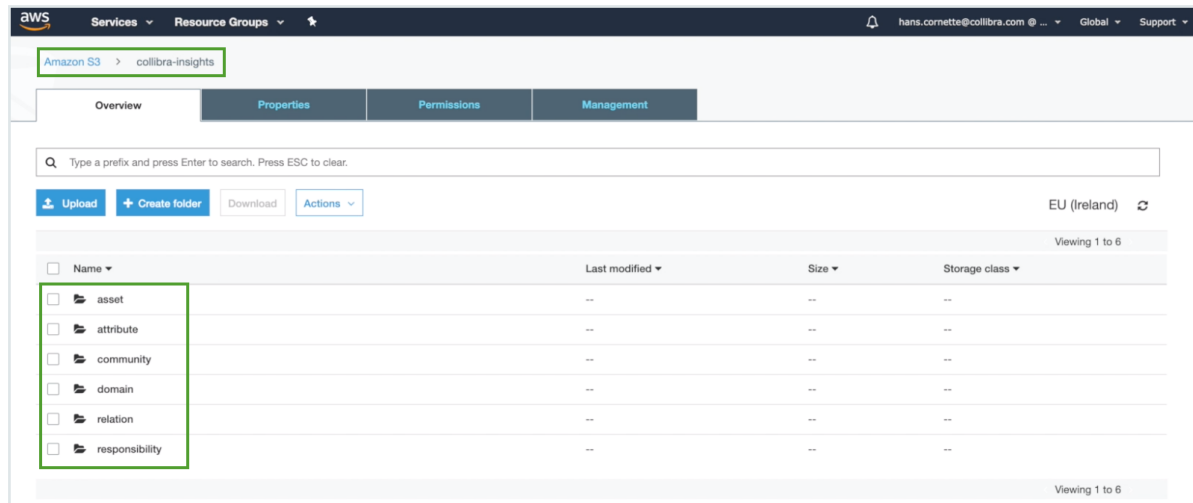 aws Services Resource Groups hans.cornette@collibra.com @ ... Global Support
Amazon S3 > collibra-insights
Overview Properties Permissions Management
Type a prefix and press Enter to search. Press ESC to clear.
Upload + Create folder Download Actions EU (Ireland)
Viewing 1 to 6
Name Last modified Size Storage class
asset -- -- --
attribute -- -- --
community -- -- --
domain -- -- --
relation -- -- --
responsibility -- -- --
Viewing 1 to 6